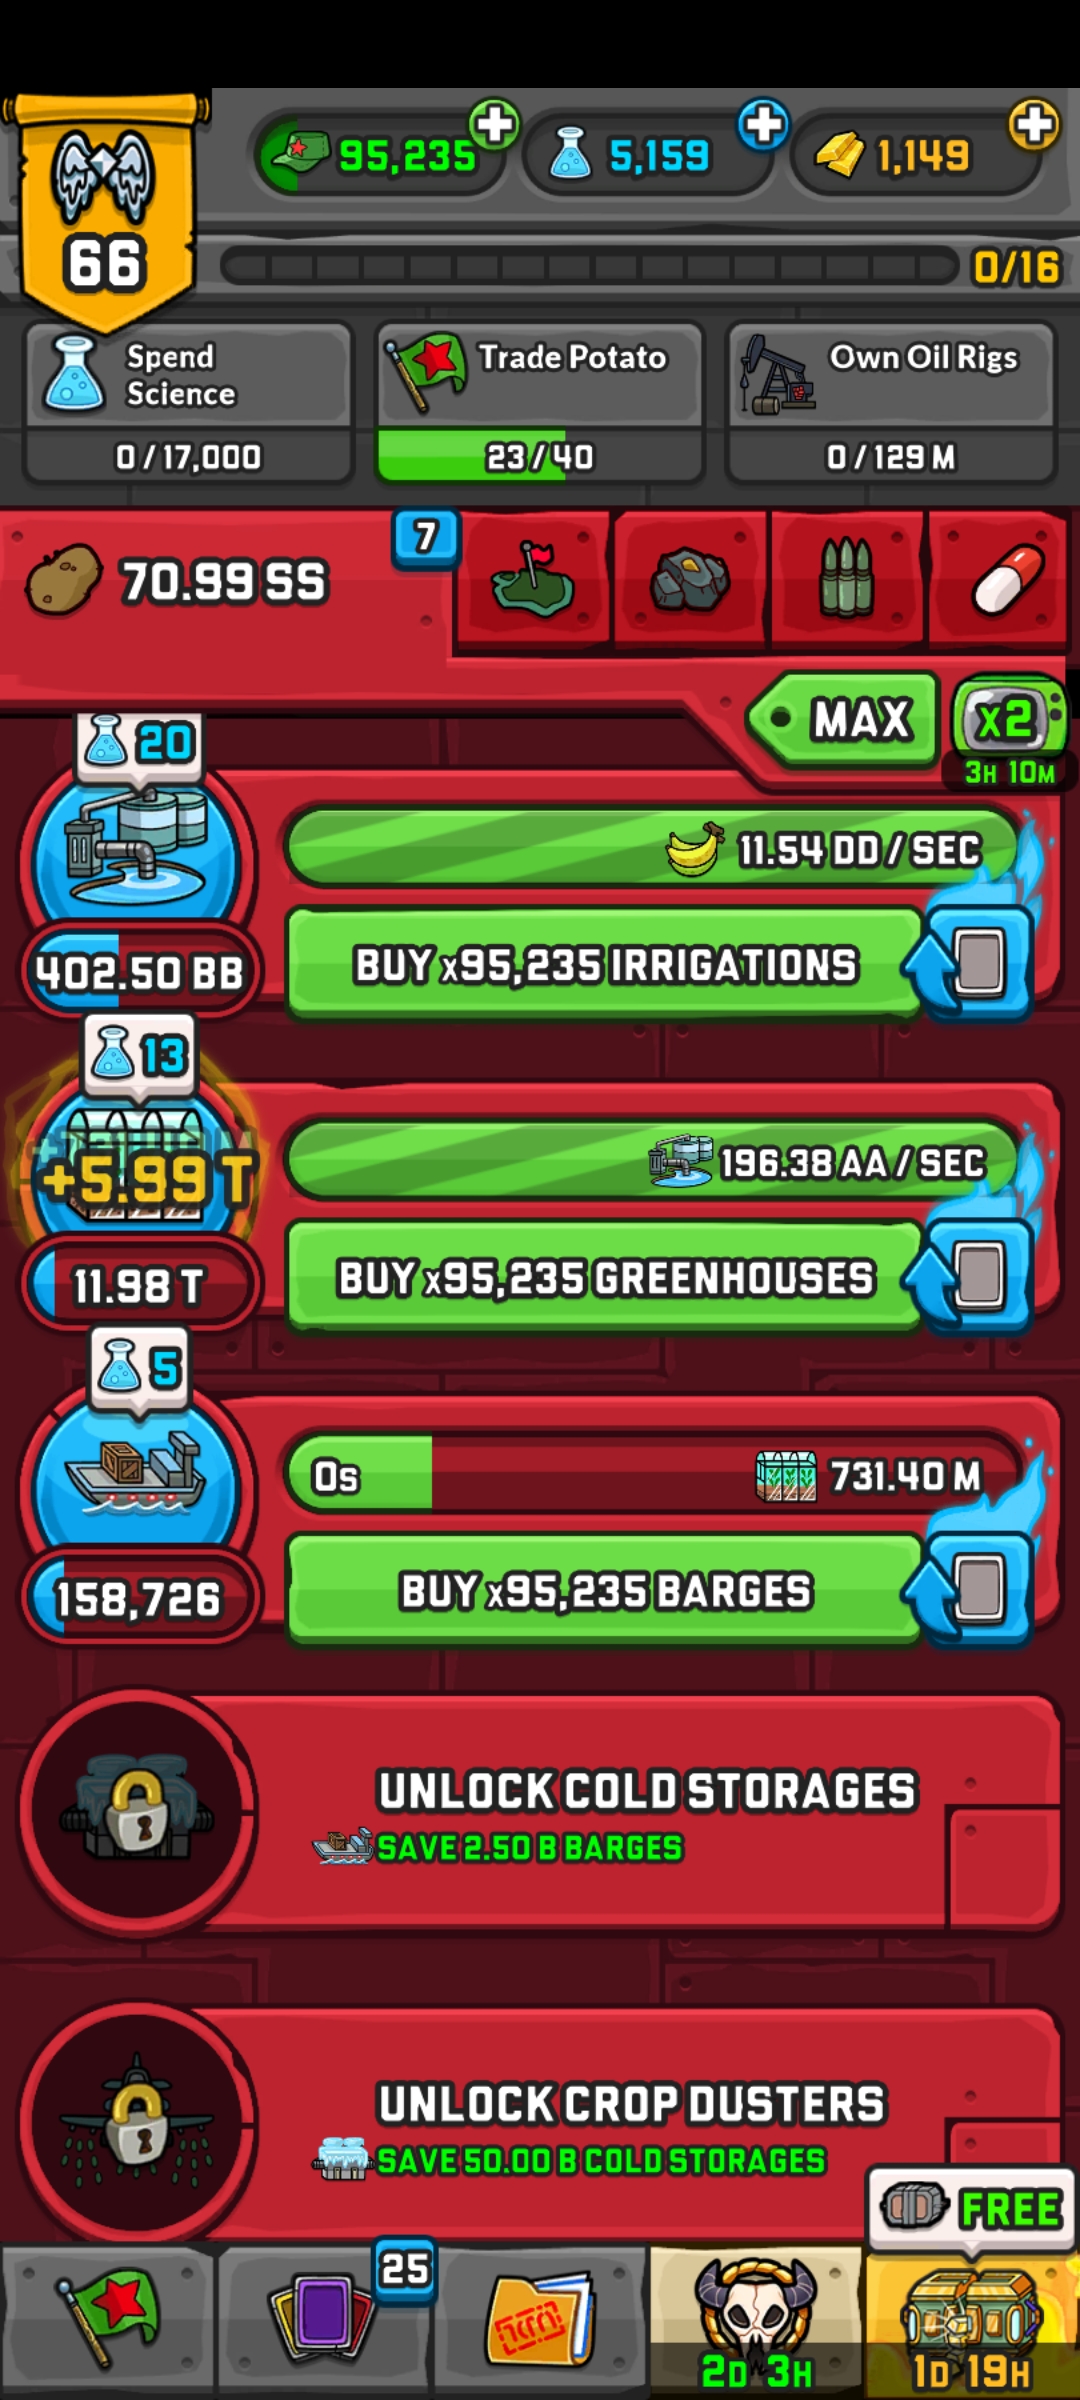 95,235
5,159
1,149
66
0/16
Spend
Science
0/17,000
Trade Potato
23/40
Own Oil Rigs
0/129 M
70.99 SS
7
MAX
x2
3H 10M
20
11.54 DD / SEC
402.50 BB
BUY x95,235 IRRIGATIONS
13
196.38 AA / SEC
+5.99 T
11.98 T
BUY x95,235 GREENHOUSES
5
0s
731.40 M
158,726
BUY x95,235 BARGES
UNLOCK COLD STORAGES
SAVE 2.50 B BARGES
UNLOCK CROP DUSTERS
SAVE 50.00 B COLD STORAGES
FREE
25
2D 3H
1D 19H